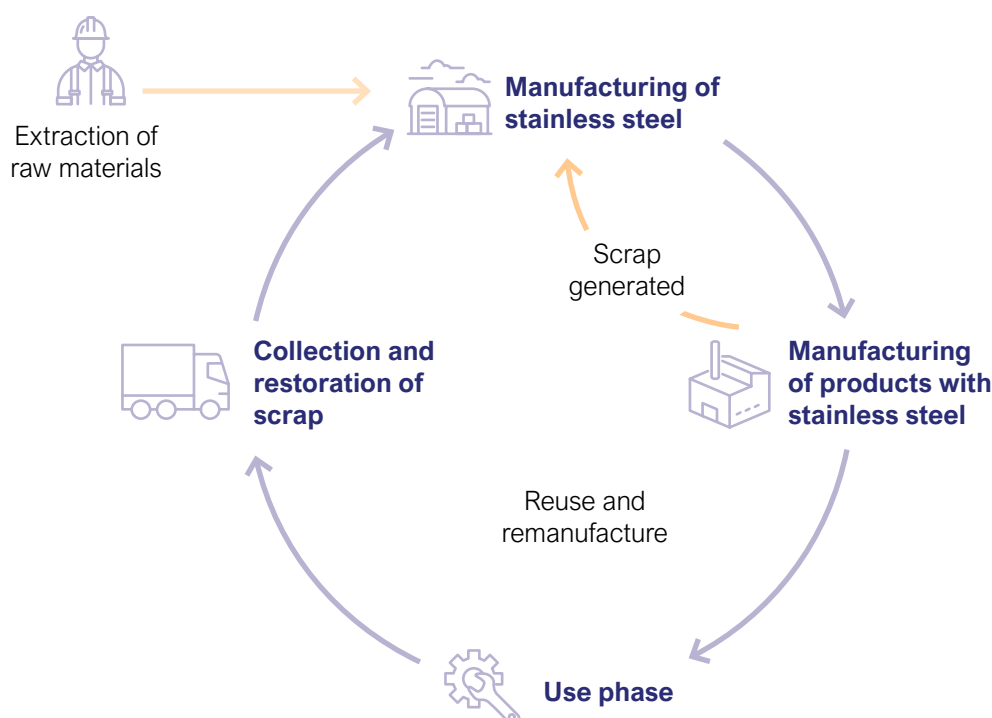 Manufacturing of
stainless steel
Extraction of
raw materials
Scrap
generated
Collection and
restoration of
scrap
Manufacturing
of products with
stainless steel
Reuse and
remanufacture
Use phase